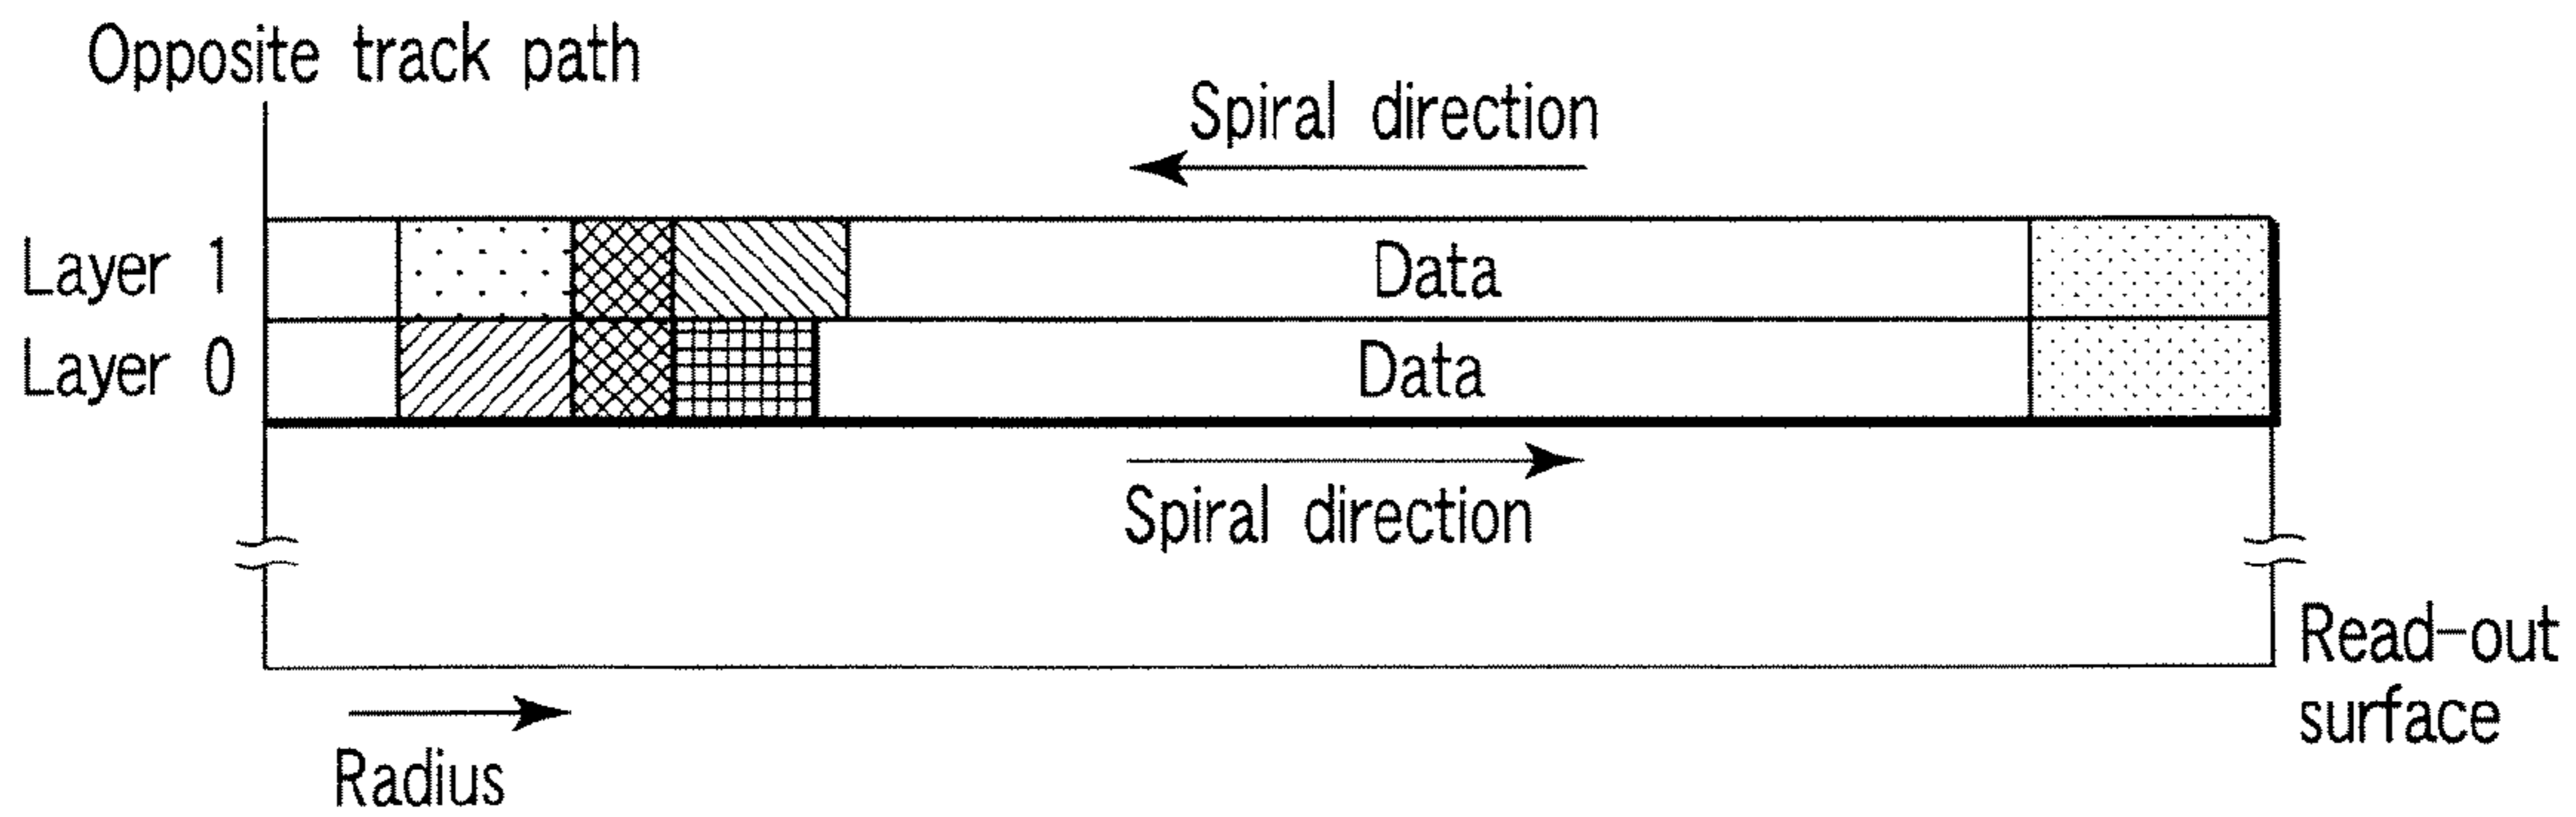 Opposite track path
Spiral direction
Layer 1
Data
Layer 0
Data
Spiral direction
Read-out
surface
Radius